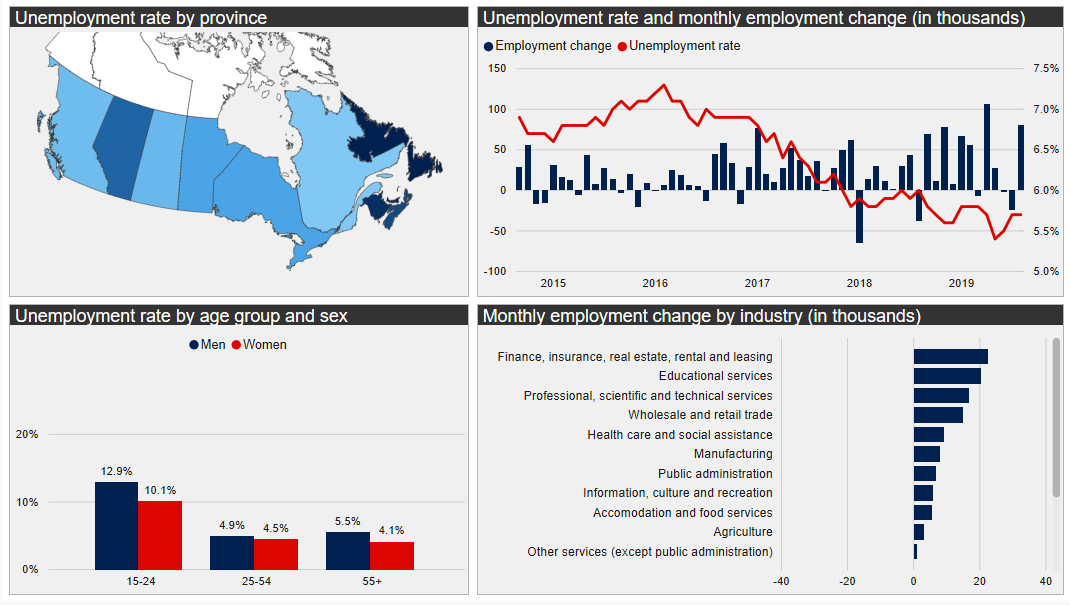 Unemployment rate by province
Unemployment rate and monthly employment change (in thousands)
Employment change Unemployment rate
150 7.5%
100 7.0%
50 6.5%
0 6.0%
-50 5.5%
-100 5.0%
2015 2016 2017 2018 2019
Unemployment rate by age group and sex
Men Women
20%
10%
0%
12.9%
10.1%
4.9%
4.5%
5.5%
4.1%
15-24 25-54 55+
Monthly employment change by industry (in thousands)
Finance, insurance, real estate, rental and leasing
Educational services
Professional, scientific and technical services
Wholesale and retail trade
Health care and social assistance
Manufacturing
Public administration
Information, culture and recreation
Accomodation and food services
Agriculture
Other services (except public administration)
-40 -20 0 20 40